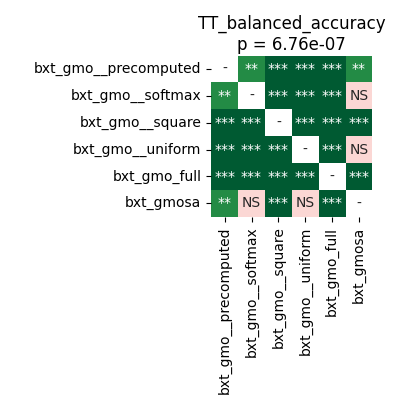 TT_balanced_accuracy
p = 6.76e-07
bxt_gmo__precomputed - ** *** *** *** **
bxt_gmo__softmax ** - *** *** *** NS
bxt_gmo__square *** *** - *** *** ***
bxt_gmo__uniform *** *** *** - *** NS
bxt_gmo_full *** *** *** *** - ***
bxt_gmosa ** NS *** NS *** -
bxt_gmo__precomputed
bxt_gmo__softmax
bxt_gmo__square
bxt_gmo__uniform
bxt_gmo_full
bxt_gmosa